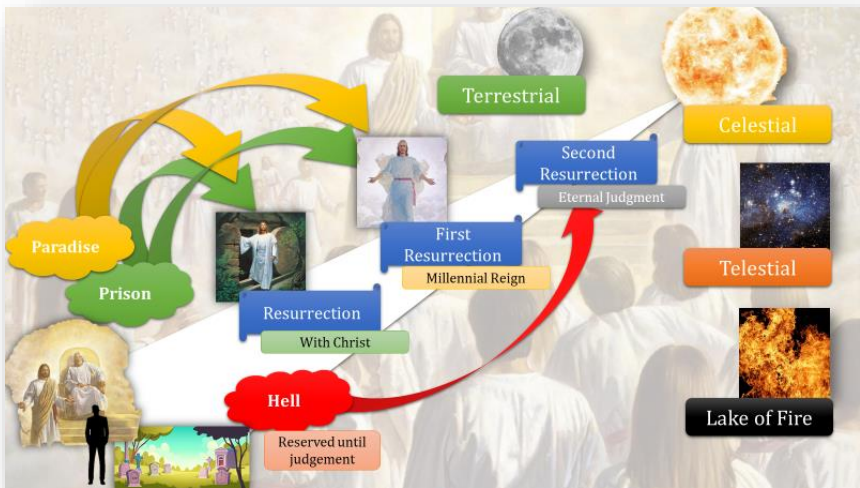 Terrestrial
Celestial
Second
Resurrection
Eternal Judgment
Paradise
First
Resurrection
Millennial Reign
Telestial
Prison
Resurrection
With Christ
Hell
Reserved until
judgement
Lake of Fire